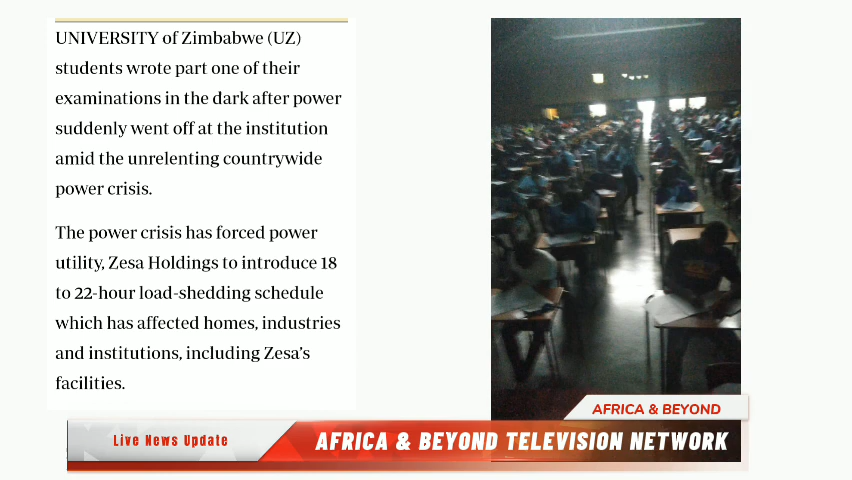 UNIVERSITY of Zimbabwe (UZ)
students wrote part one of their
examinations in the dark after power
suddenly went off at the institution
amid the unrelenting countrywide
power crisis.
The power crisis has forced power
utility, Zesa Holdings to introduce 18
to 22-hour load-shedding schedule
which has affected homes, industries
and institutions, including Zesa's
facilities.
AFRICA & BEYOND
Live News Update
AFRICA & BEYOND TELEVISION NETWORK